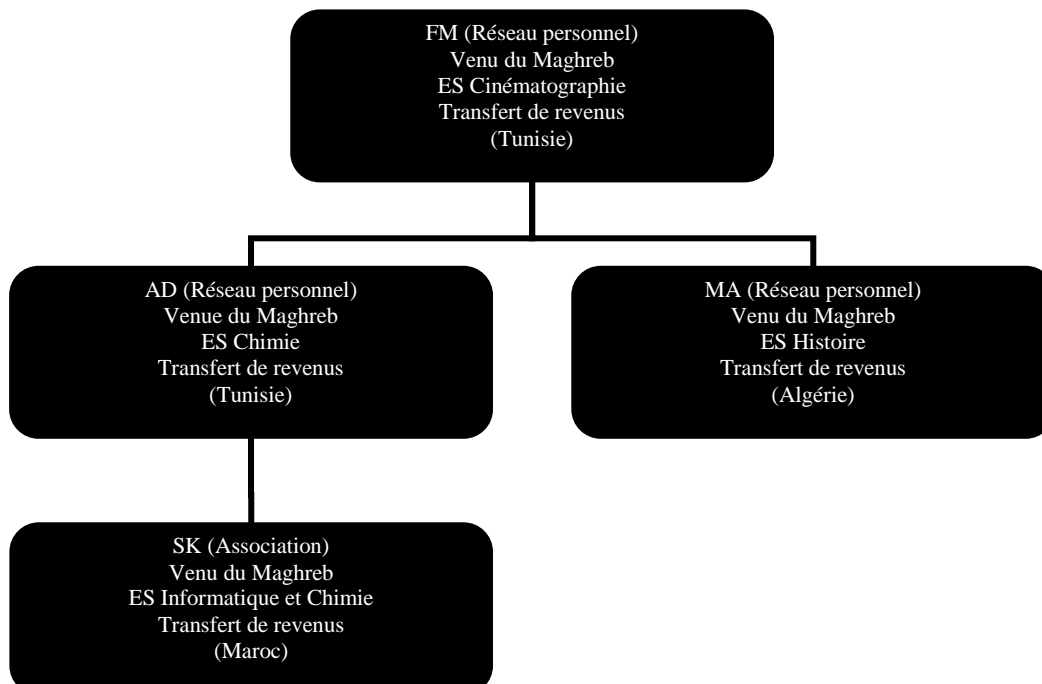 FM (Réseau personnel)
Venu du Maghreb
ES Cinématographie
Transfert de revenus
(Tunisie)
AD (Réseau personnel)
Venue du Maghreb
ES Chimie
Transfert de revenus
(Tunisie)
MA (Réseau personnel)
Venu du Maghreb
ES Histoire
Transfert de revenus
(Algérie)
SK (Association)
Venu du Maghreb
ES Informatique et Chimie
Transfert de revenus
(Maroc)